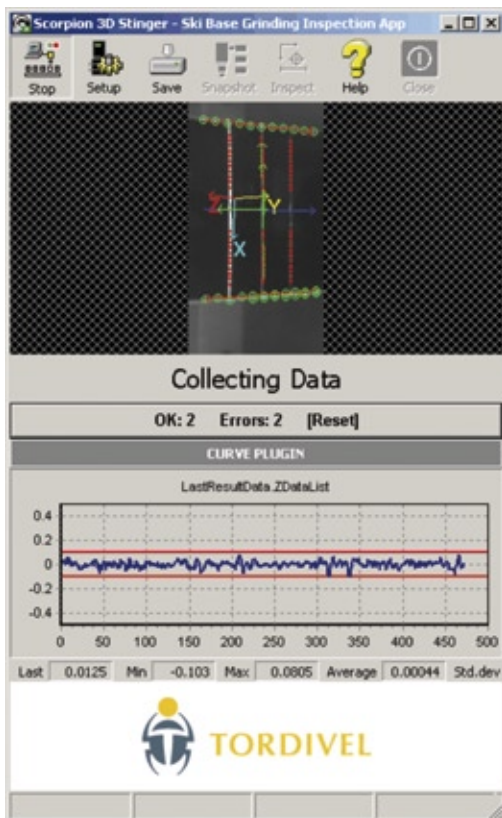 Scorpion 3D Stinger - Ski Base Grinding Inspection App
Stop Setup Save Snapshot Inspect Help Close
Z Y
X
Collecting Data
OK: 2 Errors: 2 [Reset]
CURVE PLUGIN
LastResultData.ZDataList
0.4
0.2
0
-0.2
-0.4
0 50 100 150 200 250 300 350 400 450 500
Last 0.0125 Min -0.103 Max 0.0805 Average 0.00044 Std.dev
TORDIVEL